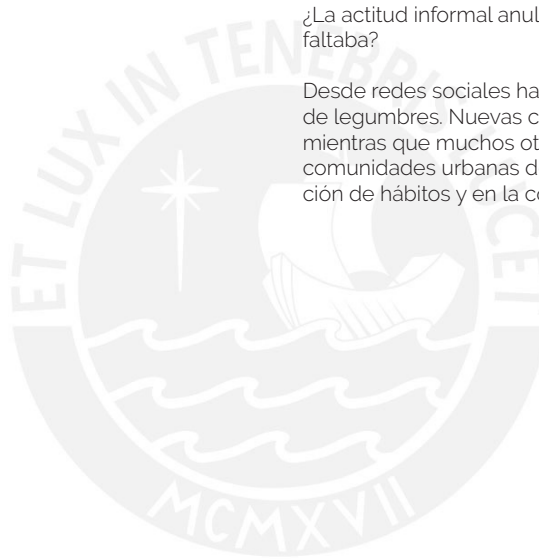 ¿La actitud informal anul
faltaba?
Desde redes sociales ha
de legumbres. Nuevas c
mientras que muchos ot
comunidades urbanas d
ción de hábitos y en la c
ET LUX IN TENEBRIS LUCET
MCMXVII